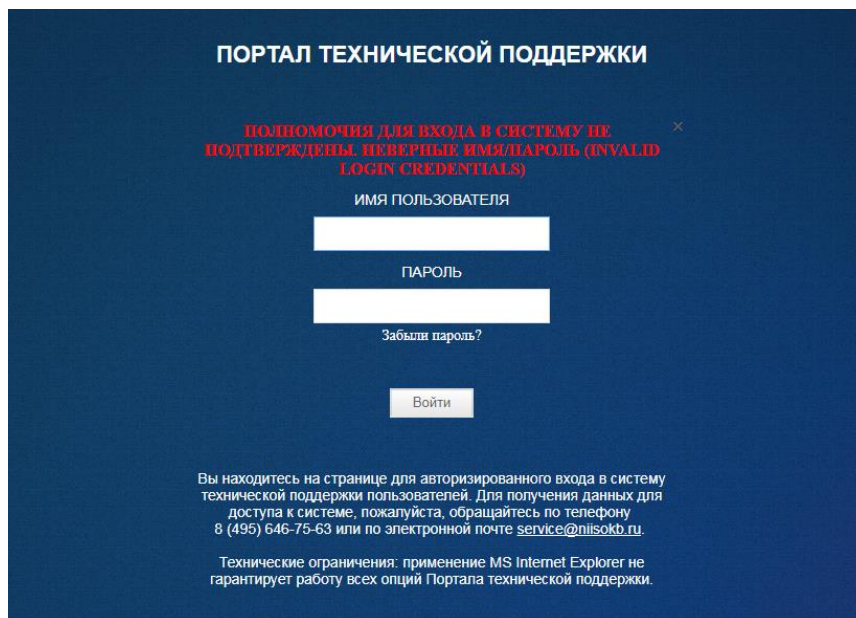 ПОРТАЛ ТЕХНИЧЕСКОЙ ПОДДЕРЖКИ
ПОЛНОМОЧИЯ ДЛЯ ВХОДА В СИСТЕМУ НЕ
ПОДТВЕРЖДЕНЫ. НЕВЕРНЫЕ ИМЯ/ПАРОЛЬ (INVALID
LOGIN CREDENTIALS)
ИМЯ ПОЛЬЗОВАТЕЛЯ
ПАРОЛЬ
Забыли пароль?
Войти
Вы находитесь на странице для авторизированного входа в систему
технической поддержки пользователей. Для получения данных для
доступа к системе, пожалуйста, обращайтесь по телефону
8 (495) 646-75-63 или по электронной почте service@niisokb.ru.
Технические ограничения: применение MS Internet Explorer не
гарантирует работу всех опций Портала технической поддержки.